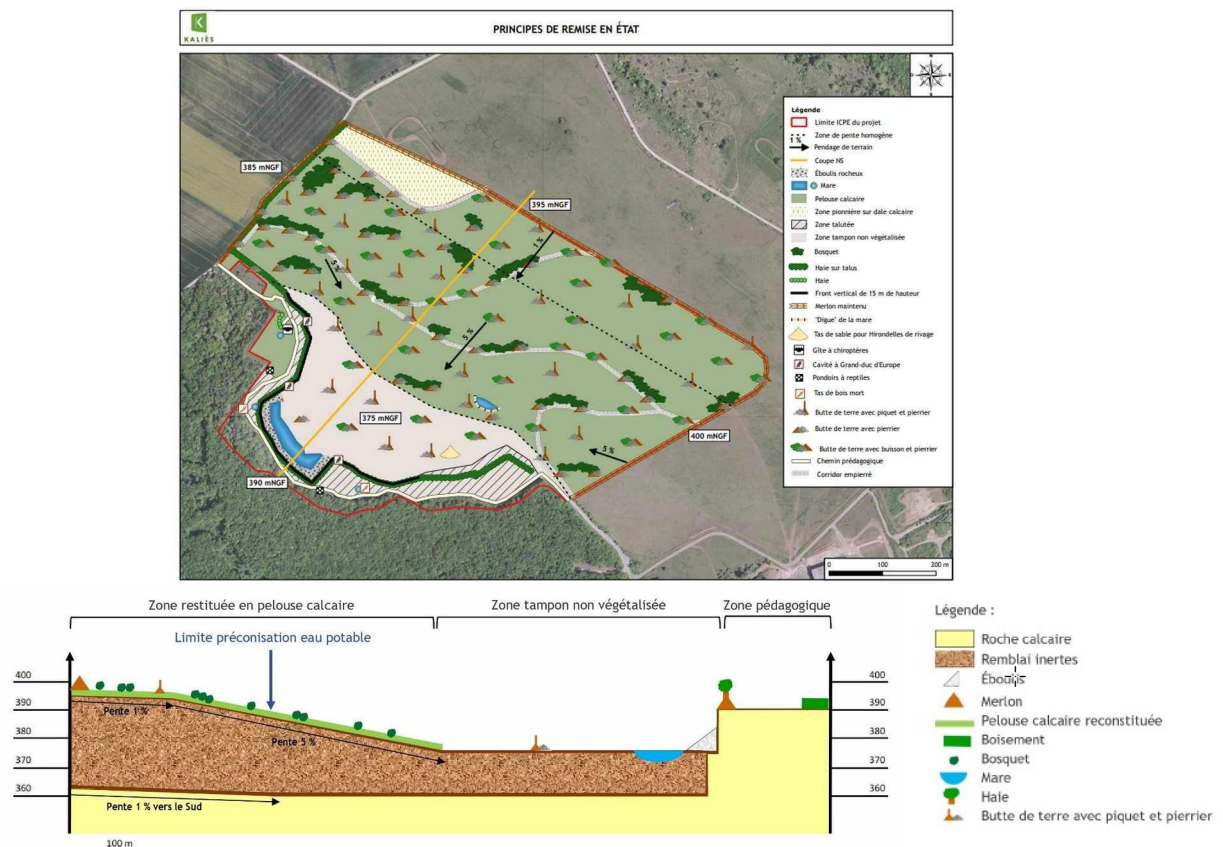 KALIÈS
PRINCIPES DE REMISE EN ÉTAT
385 mNGF
395 mNGF
1 %
5 %
5 %
375 mNGF
400 mNGF
5 %
390 mNGF
0 100 200 m
Légende
Limite ICPE du projet
1 % Zone de pente homogène
Pendage de terrain
Coupe NS
Éboulis rocheux
Mare
Pelouse calcaire
Zone pionnière sur dale calcaire
Zone talutée
Zone tampon non végétalisée
Bosquet
Haie sur talus
Haie
Front vertical de 15 m de hauteur
Merlon maintenu
"Digue" de la mare
Tas de sable pour Hirondelles de rivage
Gîte à chiroptères
Cavité à Grand-duc d'Europe
Pondoirs à reptiles
Tas de bois mort
Butte de terre avec piquet et pierrier
Butte de terre avec pierrier
Butte de terre avec buisson et pierrier
Chemin prédagogique
Corridor empierré
Zone restituée en pelouse calcaire
Zone tampon non végétalisée
Zone pédagogique
Limite préconisation eau potable
400
390
380
370
360
Pente 1 %
Pente 5 %
Pente 1 % vers le Sud
100 m
400
390
380
370
360
Légende :
Roche calcaire
Remblai inertes
Éboulis
Merlon
Pelouse calcaire reconstituée
Boisement
Bosquet
Mare
Haie
Butte de terre avec piquet et pierrier